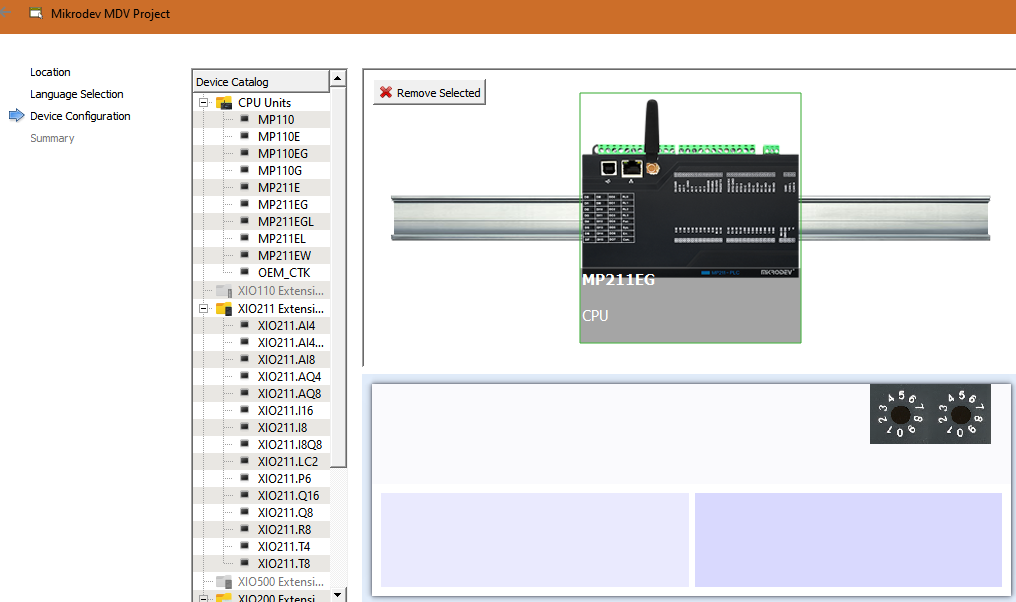 Mikrodev MDV Project
Location
Language Selection
Device Configuration
Summary
Device Catalog
CPU Units
MP110
MP110E
MP110EG
MP110G
MP211E
MP211EG
MP211EGL
MP211EL
MP211EW
OEM_CTK
XIO110 Extensi...
XIO211 Extensi...
XIO211.AI4
XIO211.AI4...
XIO211.AI8
XIO211.AQ4
XIO211.AQ8
XIO211.I16
XIO211.I8
XIO211.I8Q8
XIO211.LC2
XIO211.P6
XIO211.Q16
XIO211.Q8
XIO211.R8
XIO211.T4
XIO211.T8
XIO500 Extensi...
XIO200 Extensi
Remove Selected
MIKRODEV
MP211EG
CPU
0 1 2 3 4 5 6 7 8 9
0 1 2 3 4 5 6 7 8 9